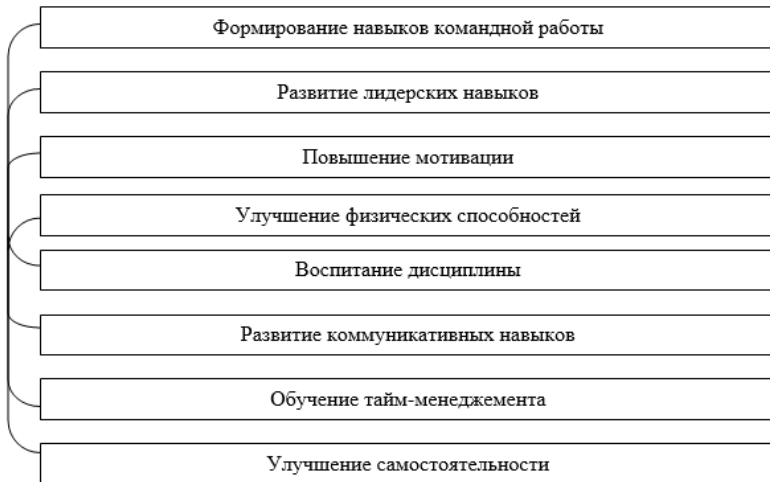 Формирование навыков командной работы
Развитие лидерских навыков
Повышение мотивации
Улучшение физических способностей
Воспитание дисциплины
Развитие коммуникативных навыков
Обучение тайм-менеджемента
Улучшение самостоятельности